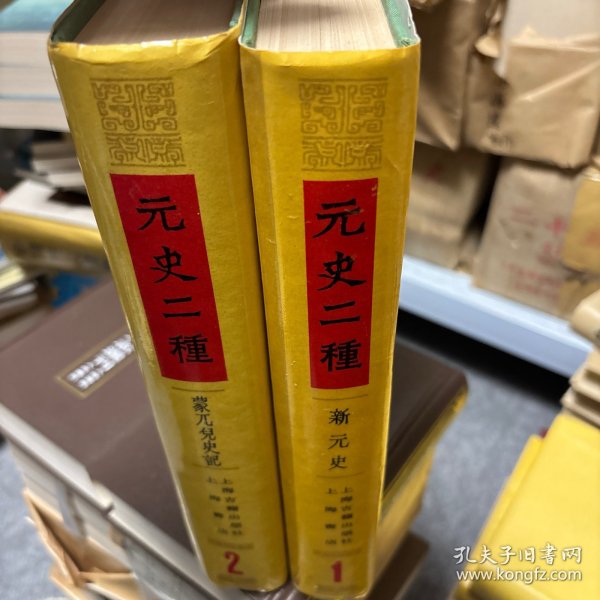 元史二種
蒙兀兒史記
上海古籍出版社
上海書店
2
元史二種
新元史
上海古籍出版社
上海書店
1
孔夫子旧书网
www.kongfz.com